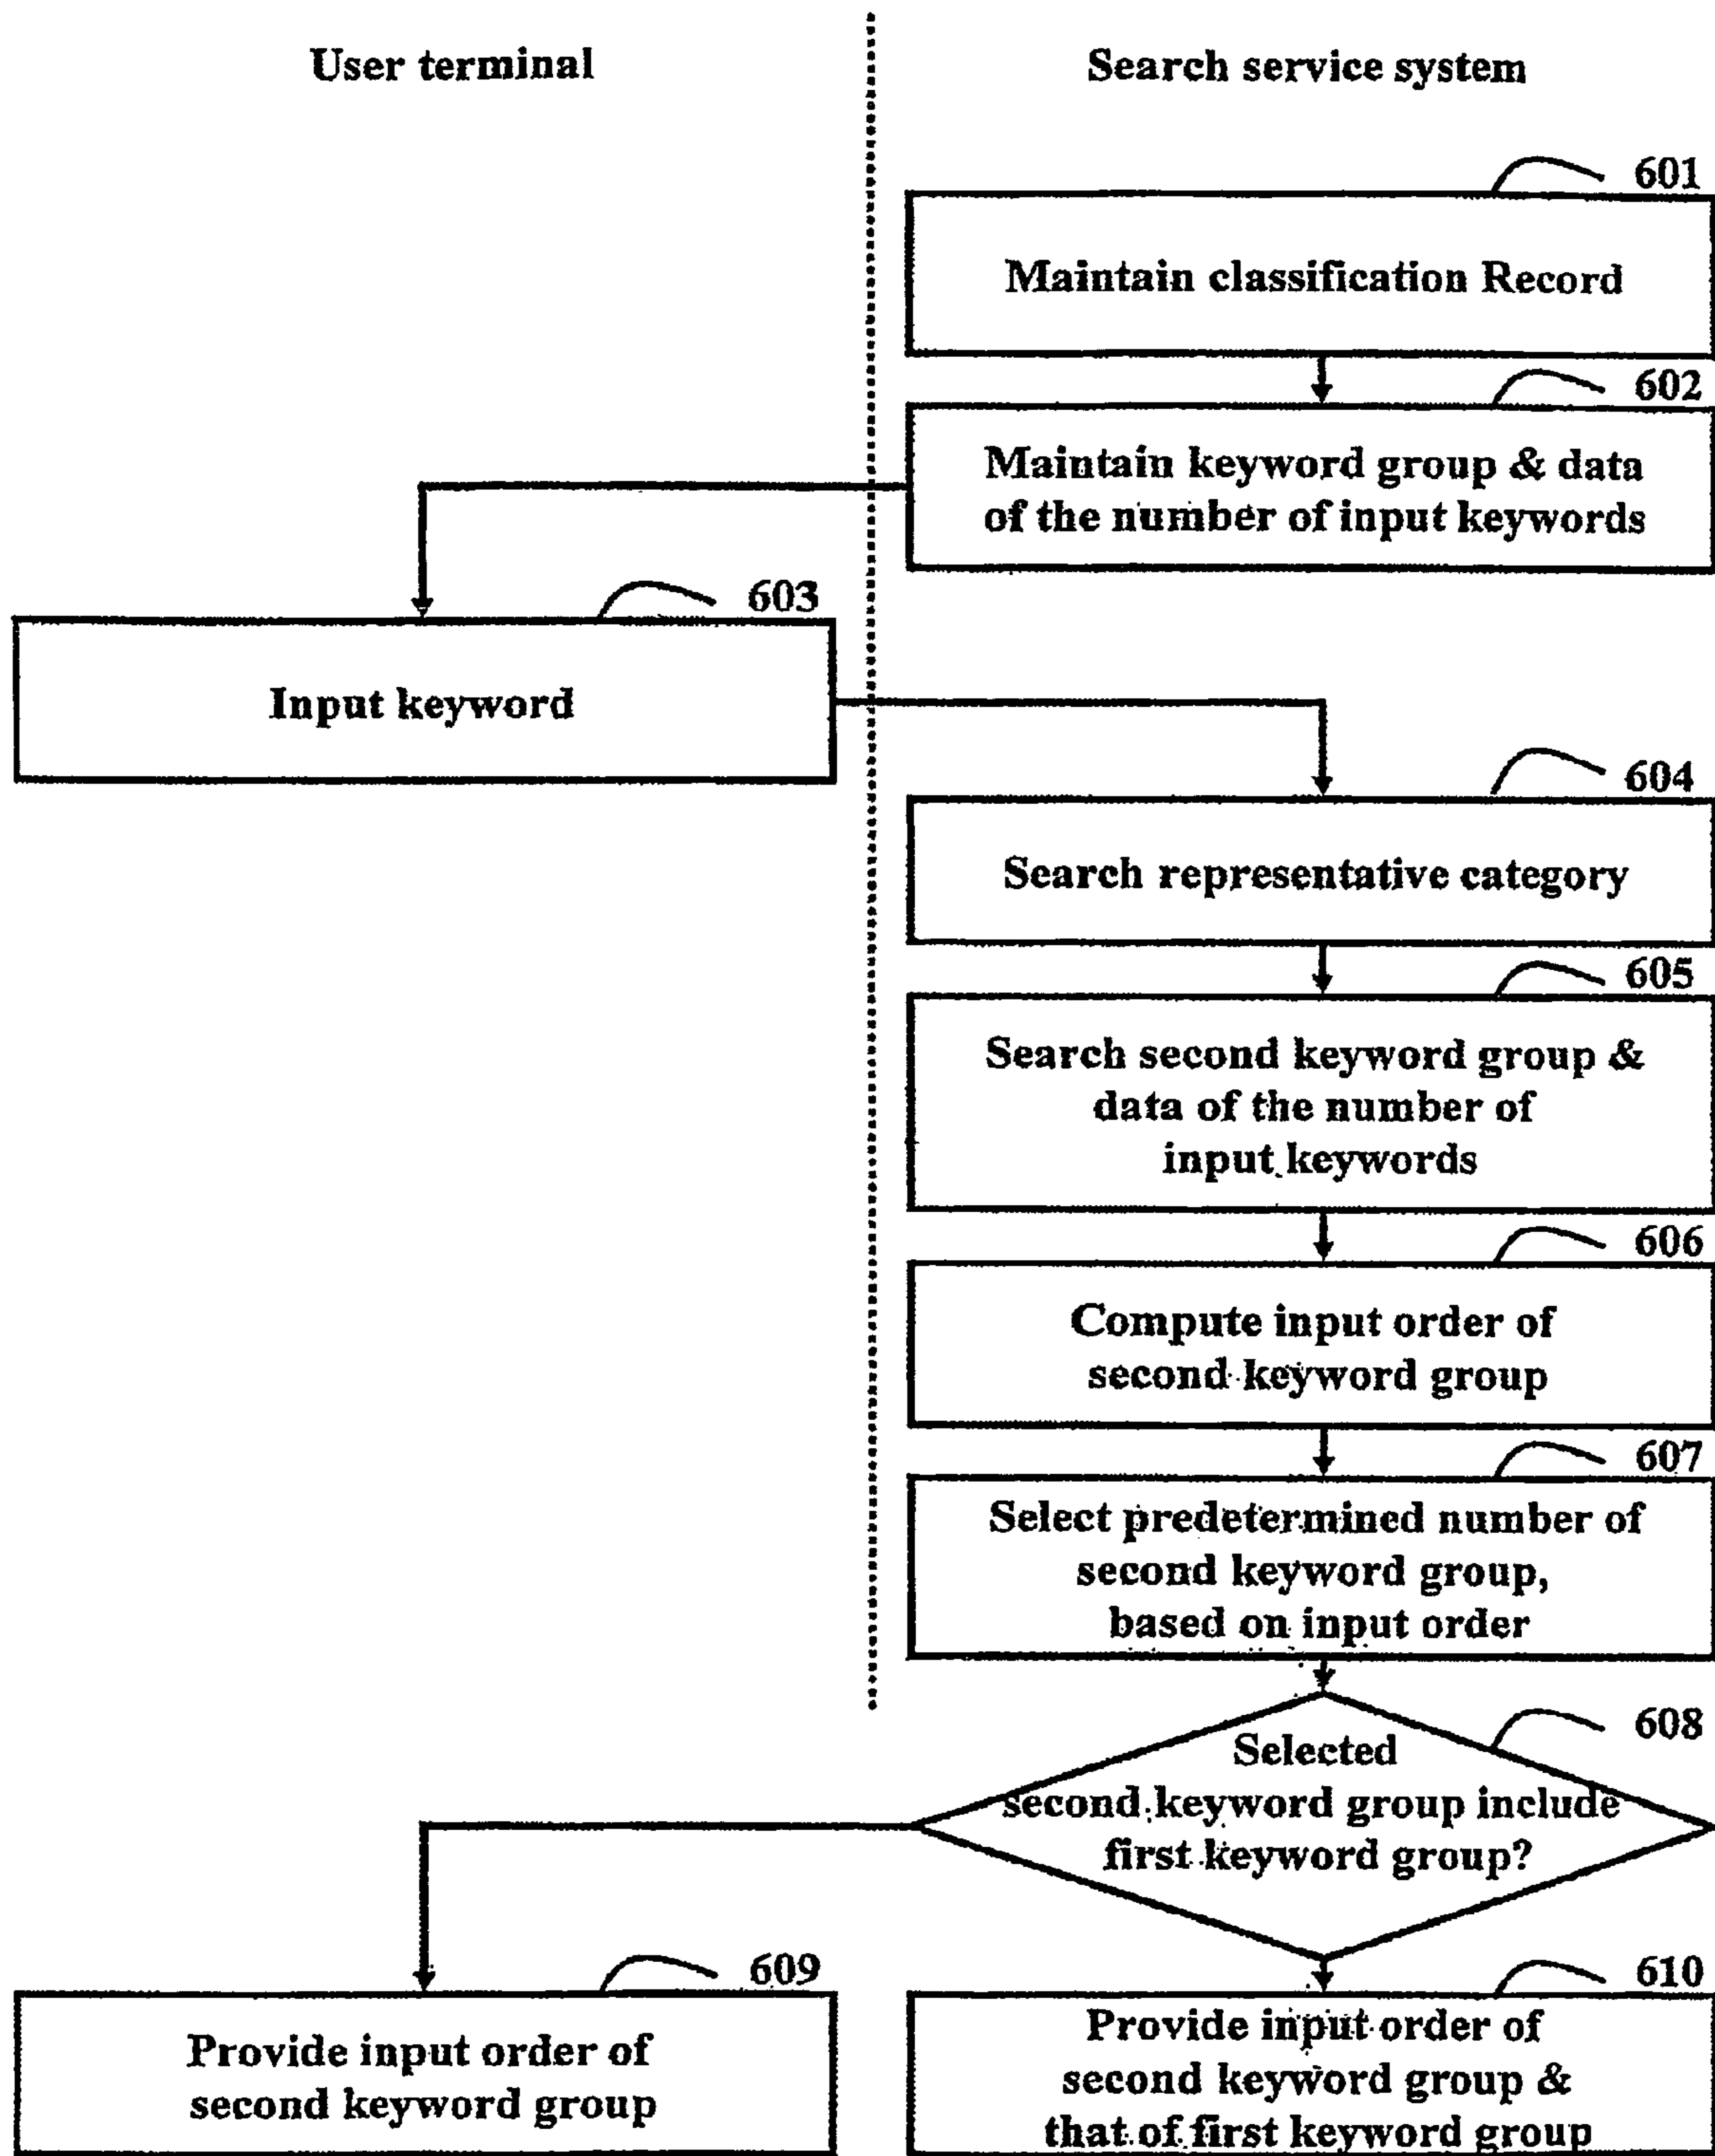 User terminal
Search service system
601
Maintain classification Record
602
Maintain keyword group & data
of the number of input keywords
603
Input keyword
604
Search representative category
605
Search second keyword group &
data of the number of
input keywords
606
Compute input order of
second keyword group
607
Select predetermined number of
second keyword group,
based on input order
608
Selected
second keyword group include
first keyword group?
609
Provide input order of
second keyword group
610
Provide input order of
second keyword group &
that of first keyword group